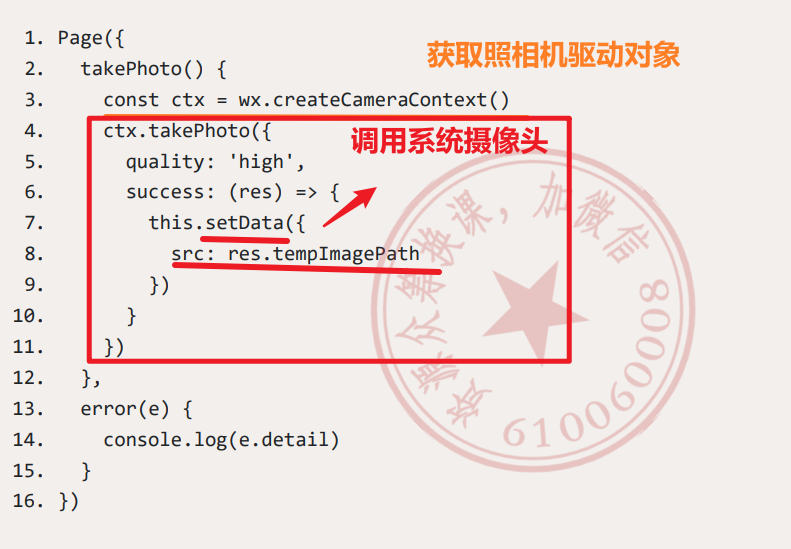 1. Page({
获取照相机驱动对象
2. takePhoto() {
3. const ctx = wx.createCameraContext()
4. ctx.takePhoto({
调用系统摄像头
5. quality: 'high',
6. success: (res) => {
7. this.setData({
8. src: res.tempImagePath
9. })
10. }
11. })
12. },
13. error(e) {
14. console.log(e.detail)
15. }
16. })
资源众筹换课，加微信
610060008